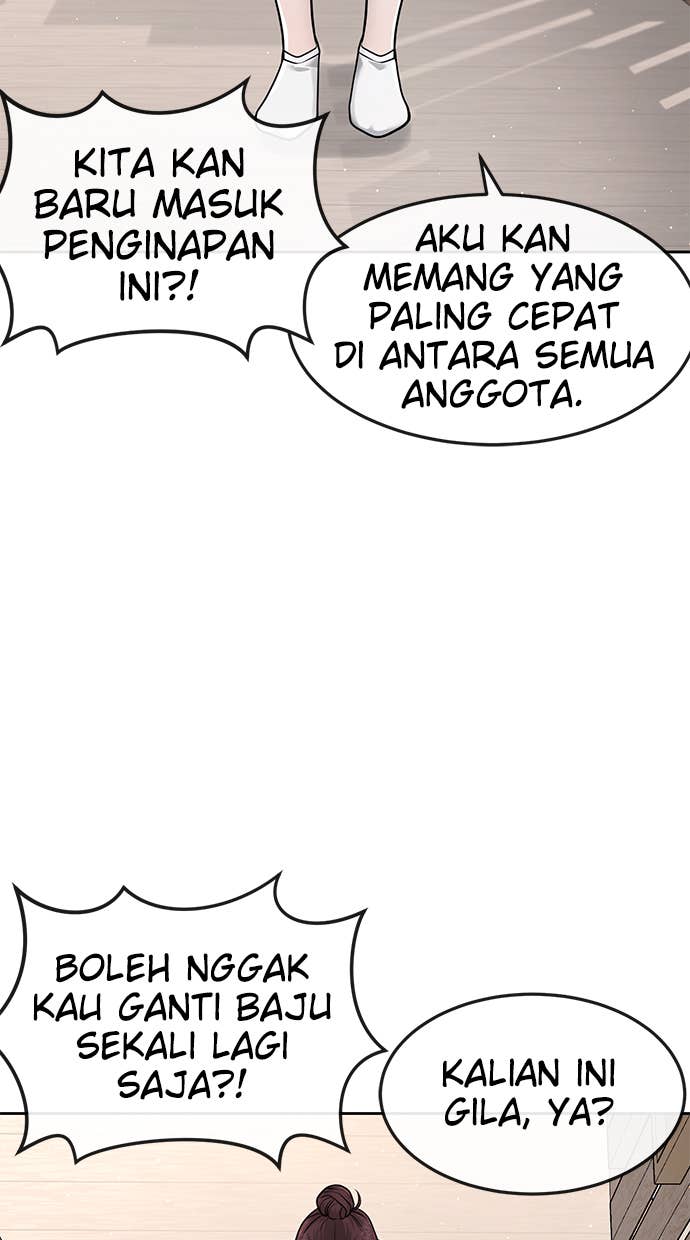 KITA KAN
BARU MASUK
PENGINAPAN
INI?!
AKU KAN
MEMANG YANG
PALING CEPAT
DI ANTARA SEMUA
ANGGOTA.
BOLEH NGGAK
KAU GANTI BAJU
SEKALI LAGI
SAJA?!
KALIAN INI
GILA, YA?